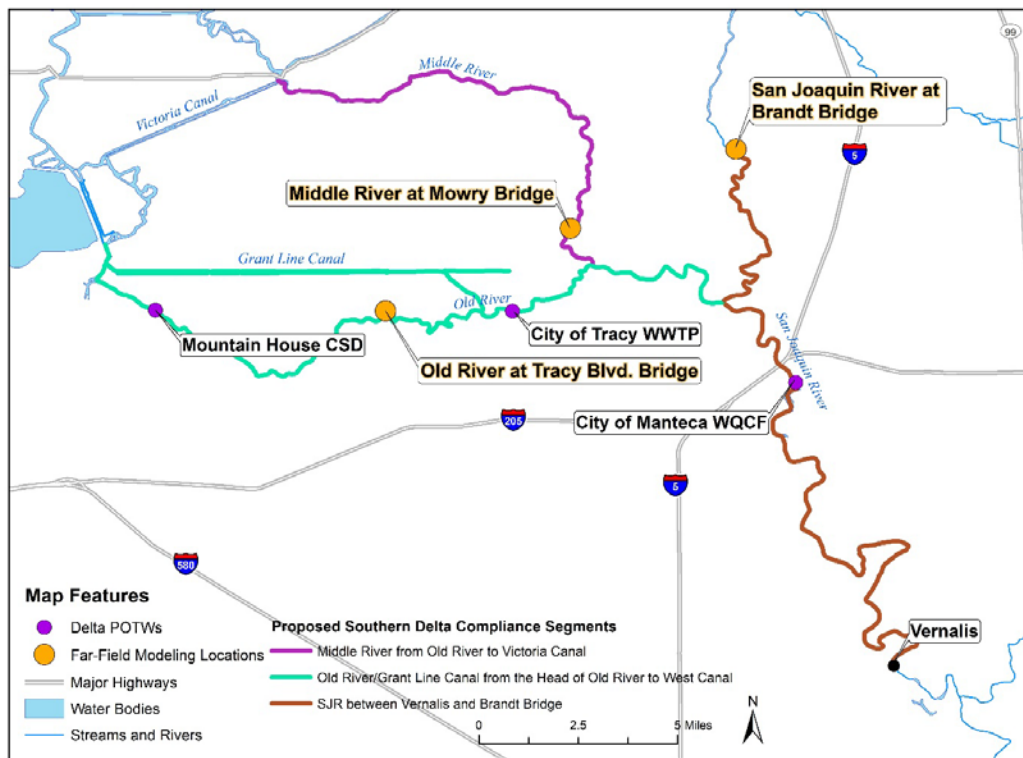 Middle River
99
San Joaquin River at
Brandt Bridge
Victoria Canal
5
Middle River at Mowry Bridge
Grant Line Canal
Old River
Mountain House CSD
City of Tracy WWTP
San Joaquin River
Old River at Tracy Blvd. Bridge
205
City of Manteca WQCF
5
580
Map Features
Delta POTWs
Far-Field Modeling Locations
Major Highways
Water Bodies
Streams and Rivers
Proposed Southern Delta Compliance Segments
Middle River from Old River to Victoria Canal
Old River/Grant Line Canal from the Head of Old River to West Canal
SJR between Vernalis and Brandt Bridge
0 2.5 5 Miles
N
Vernalis